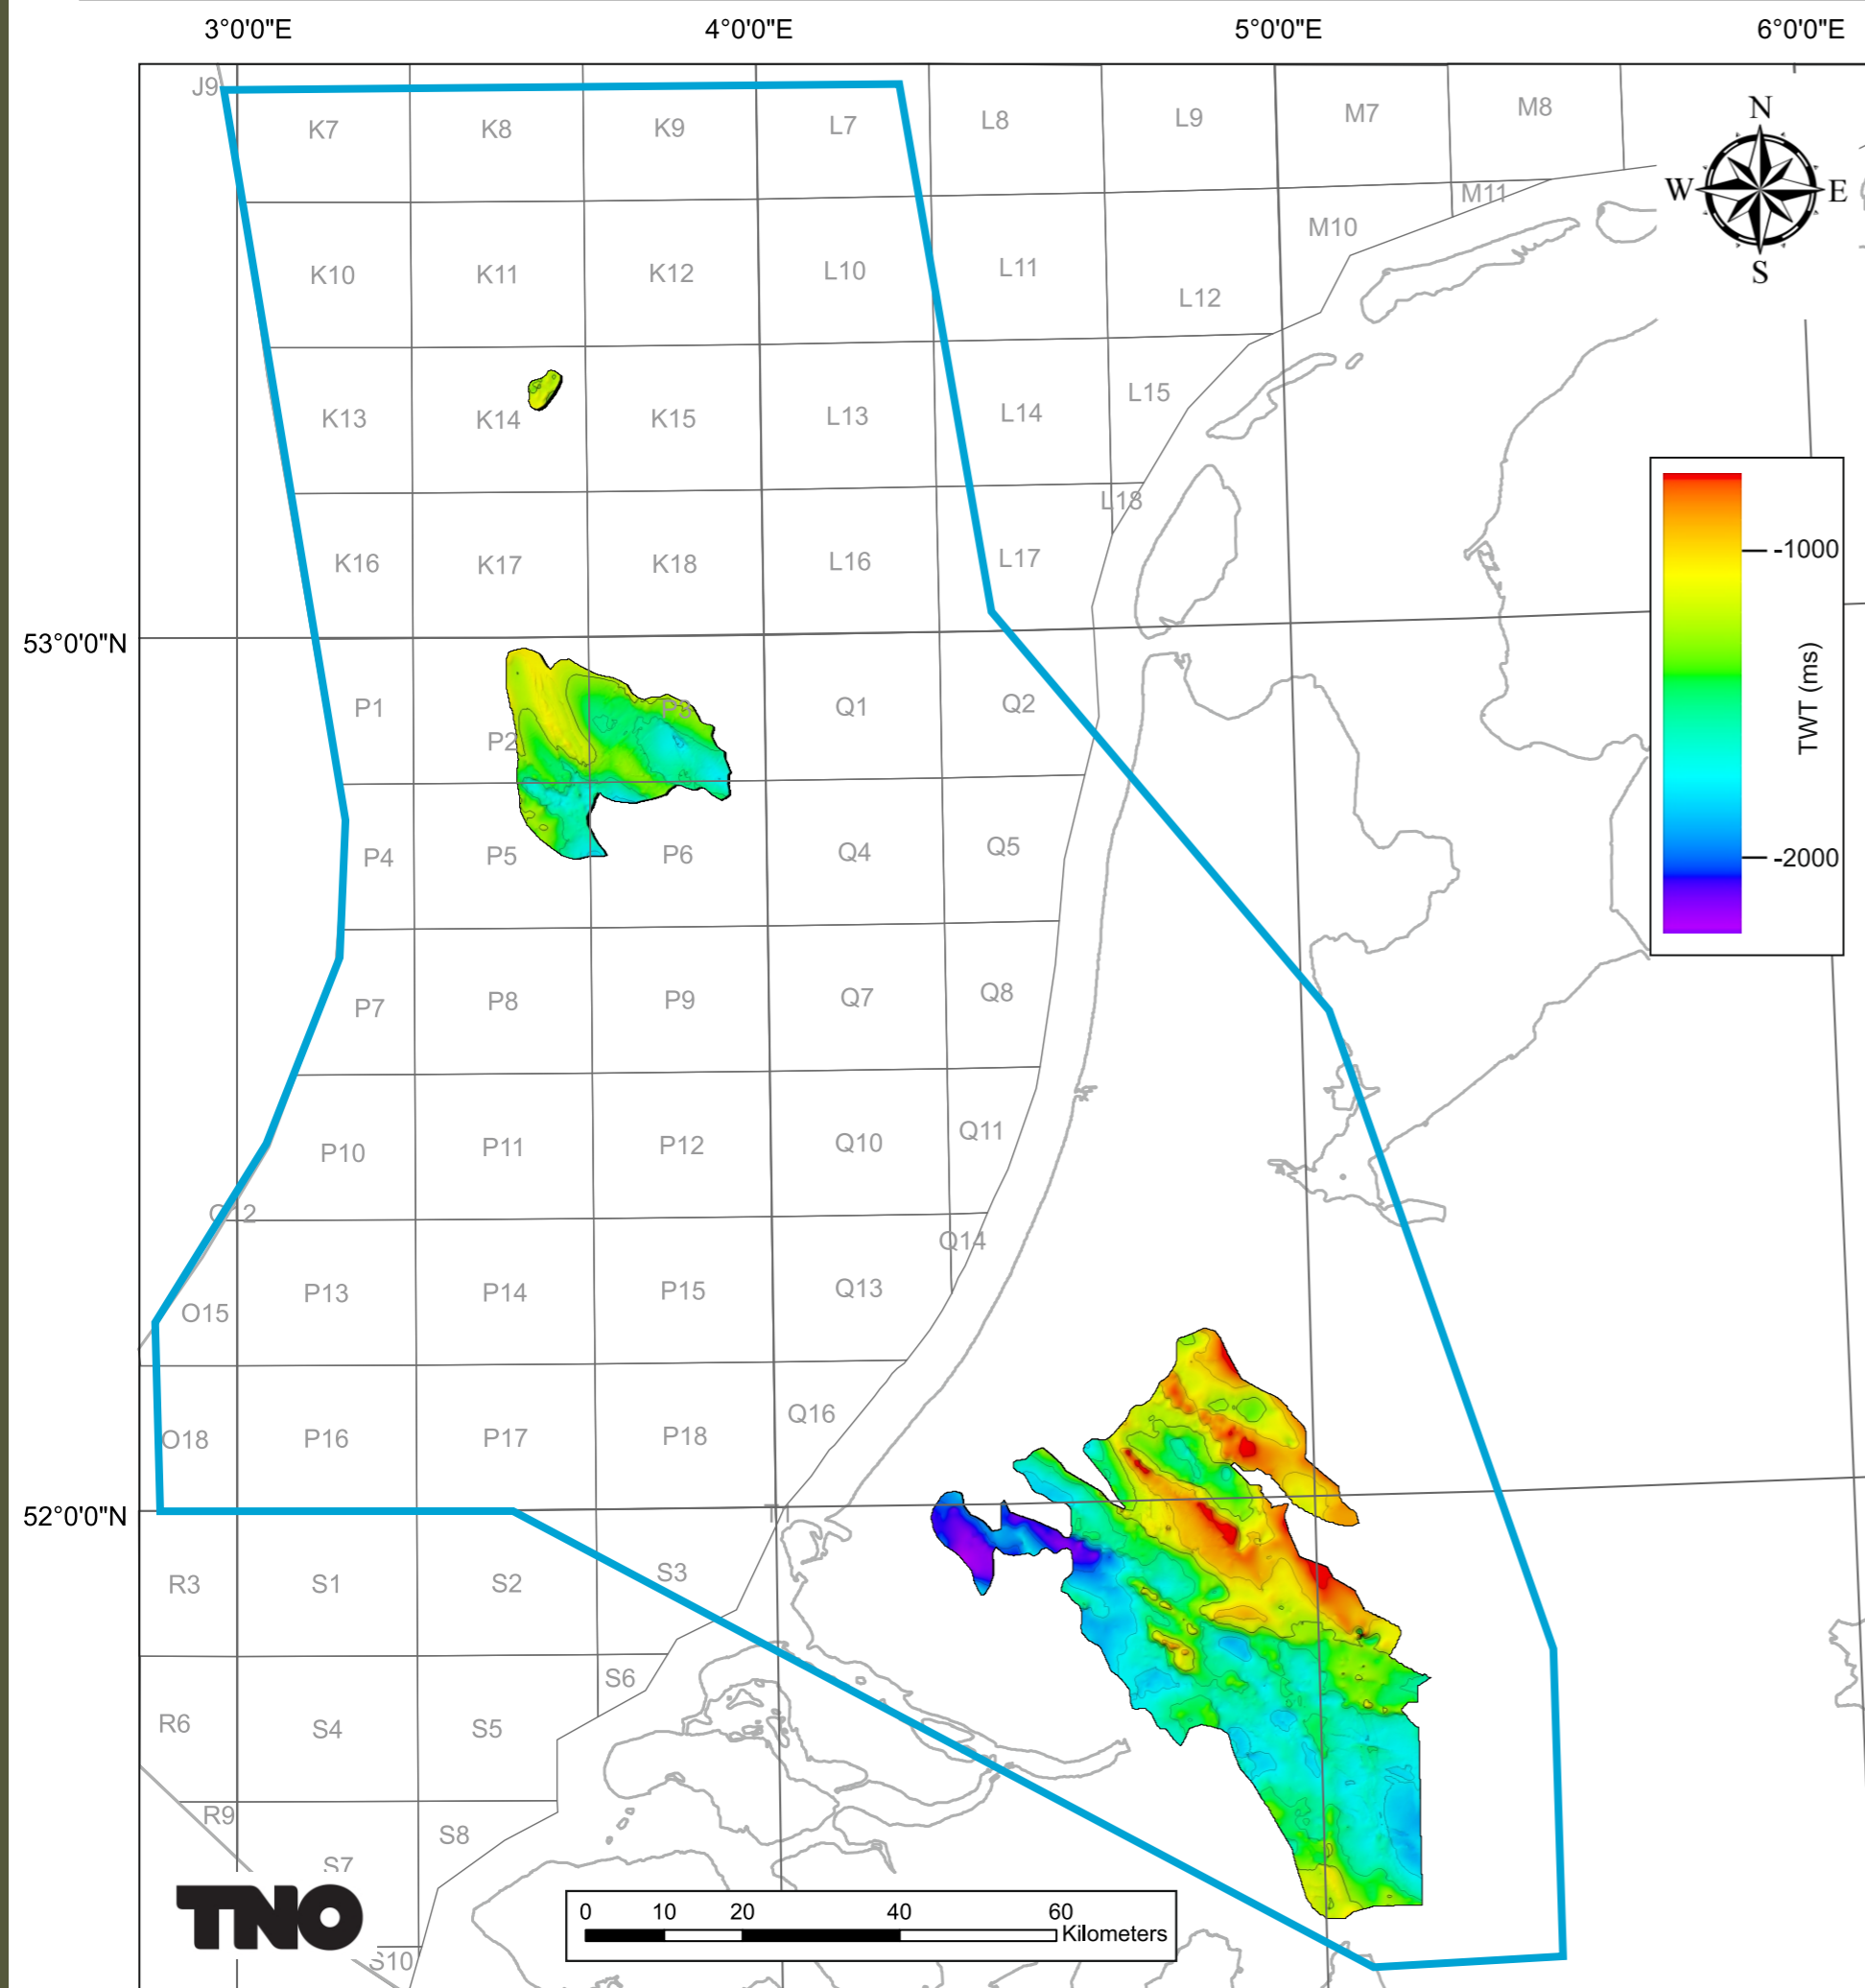 3°0'0"E 4°0'0"E 5°0'0"E 6°0'0"E
J9
K7 K8 K9 L7 L8 L9 M7 M8
N
W E
S
M11
M10
K10 K11 K12 L10 L11
L12
K13 K14 K15 L13 L14 L15
L18
K16 K17 K18 L16 L17
-1000
TWT (ms)
-2000
53°0'0"N
P1 P2 P3 Q1 Q2
P4 P5 P6 Q4 Q5
P7 P8 P9 Q7 Q8
P10 P11 P12 Q10 Q11
Q14
O15 P13 P14 P15 Q13
O18 P16 P17 P18 Q16
52°0'0"N
R3 S1 S2 S3
S6
R6 S4 S5
R9 S8
S7
TNO
S10
0 10 20 40 60
Kilometers